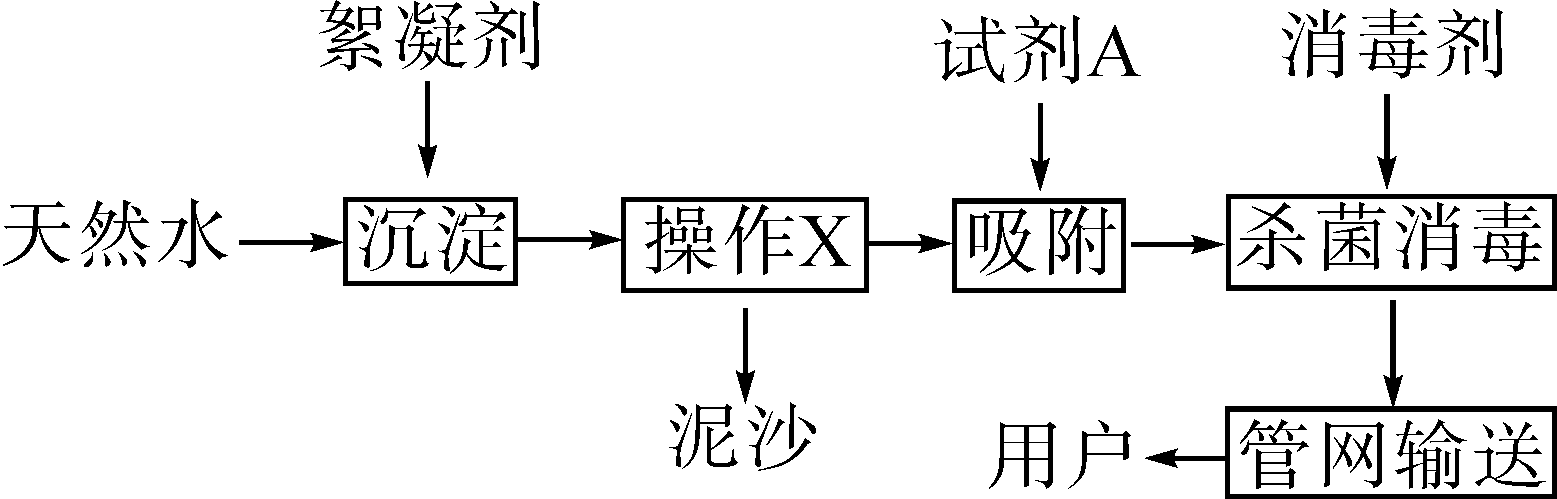 絮凝剂
试剂A
消毒剂
天然水
沉淀
操作X
吸附
杀菌消毒
泥沙
用户
管网输送